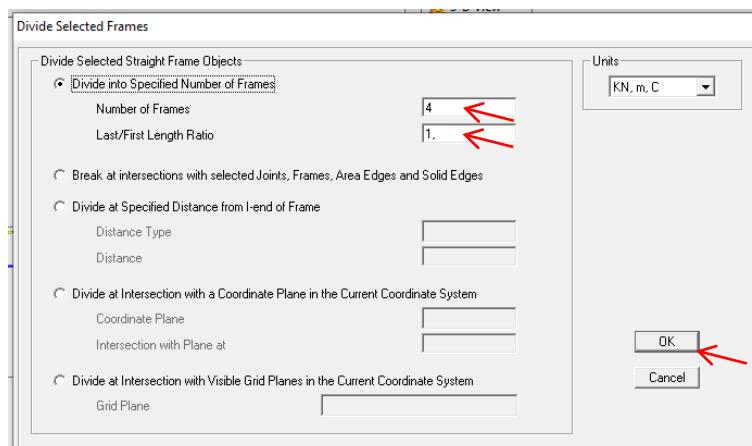 3-D View
Divide Selected Frames
Divide Selected Straight Frame Objects
Divide into Specified Number of Frames
Number of Frames 4
Last/First Length Ratio 1,
Break at intersections with selected Joints, Frames, Area Edges and Solid Edges
Divide at Specified Distance from I-end of Frame
Distance Type
Distance
Divide at Intersection with a Coordinate Plane in the Current Coordinate System
Coordinate Plane
Intersection with Plane at
Divide at Intersection with Visible Grid Planes in the Current Coordinate System
Grid Plane
Units
KN, m, C
OK
Cancel